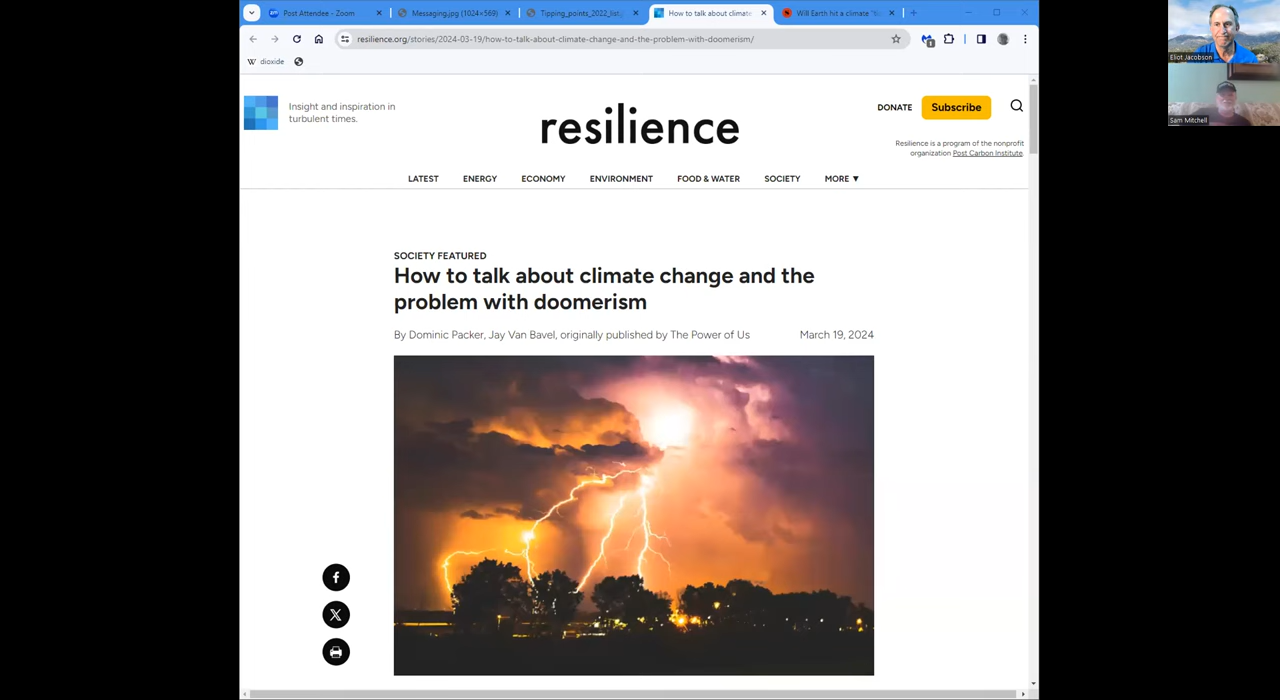 Post Attendee - Zoom
Messaging.jpg (1024×569)
Tipping_points_2022_list
How to talk about climate
Will Earth hit a climate
resilience.org/stories/2024-03-19/how-to-talk-about-climate-change-and-the-problem-with-doomerism/
1
W dioxide
Eliot Jacobson
Sam Mitchell
Insight and inspiration in
turbulent times.
resilience
DONATE
Subscribe
Resilience is a program of the nonprofit
organization Post Carbon Institute.
LATEST ENERGY ECONOMY ENVIRONMENT FOOD & WATER SOCIETY MORE ▼
SOCIETY FEATURED
How to talk about climate change and the
problem with doomerism
By Dominic Packer, Jay Van Bavel, originally published by The Power of Us
March 19, 2024